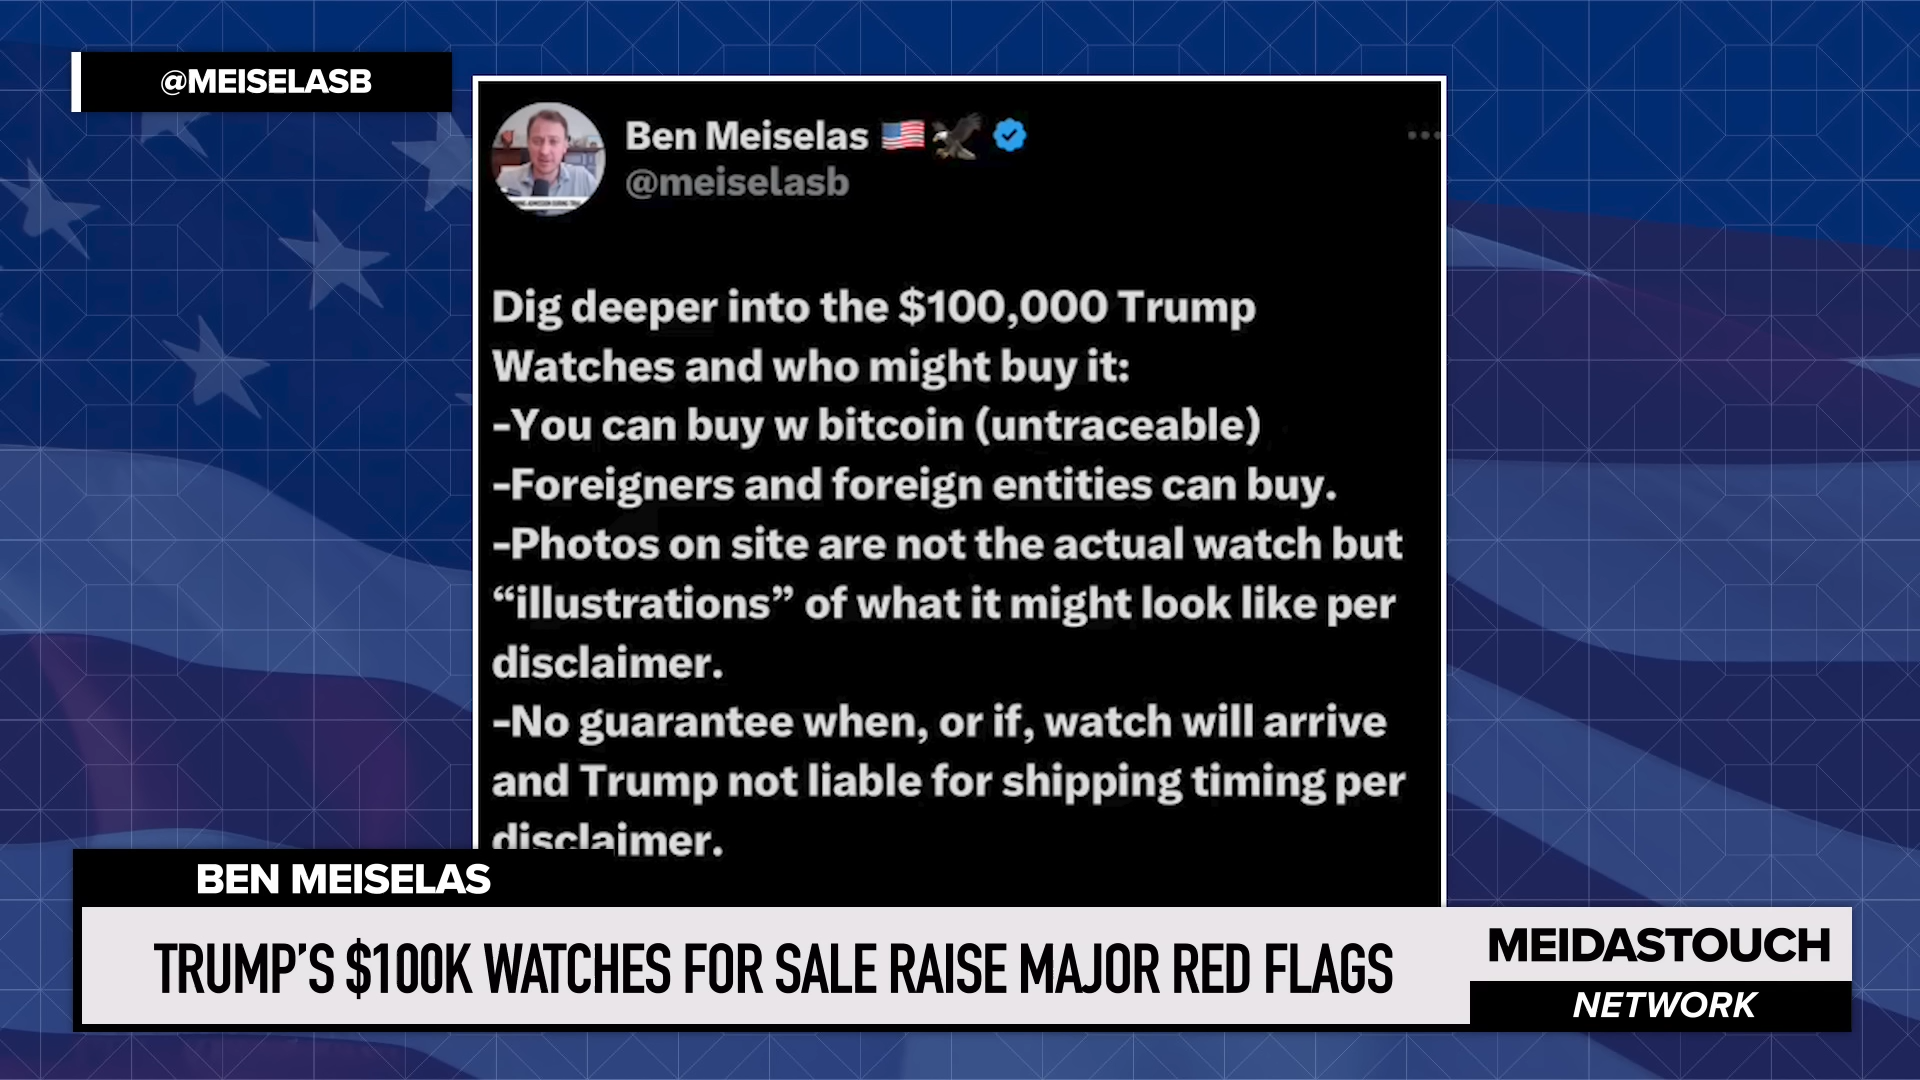 @MEISELASB
Ben Meiselas 🇺🇸🦅
@meiselasb
Dig deeper into the $100,000 Trump
Watches and who might buy it:
-You can buy w bitcoin (untraceable)
-Foreigners and foreign entities can buy.
-Photos on site are not the actual watch but
“illustrations” of what it might look like per
disclaimer.
-No guarantee when, or if, watch will arrive
and Trump not liable for shipping timing per
disclaimer.
BEN MEISELAS
TRUMP’S $100K WATCHES FOR SALE RAISE MAJOR RED FLAGS
MEIDASTOUCH
NETWORK